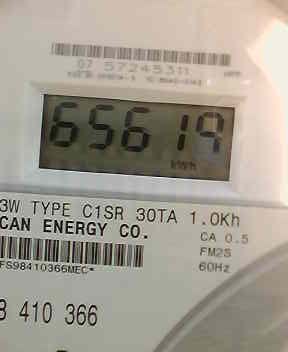 07 57245311
65619
kWh
3W TYPE C1SR 30TA 1.0Kh
CAN ENERGY CO.
CA 0.5
FM2S
60Hz
FS98410366MEC*
8 410 366